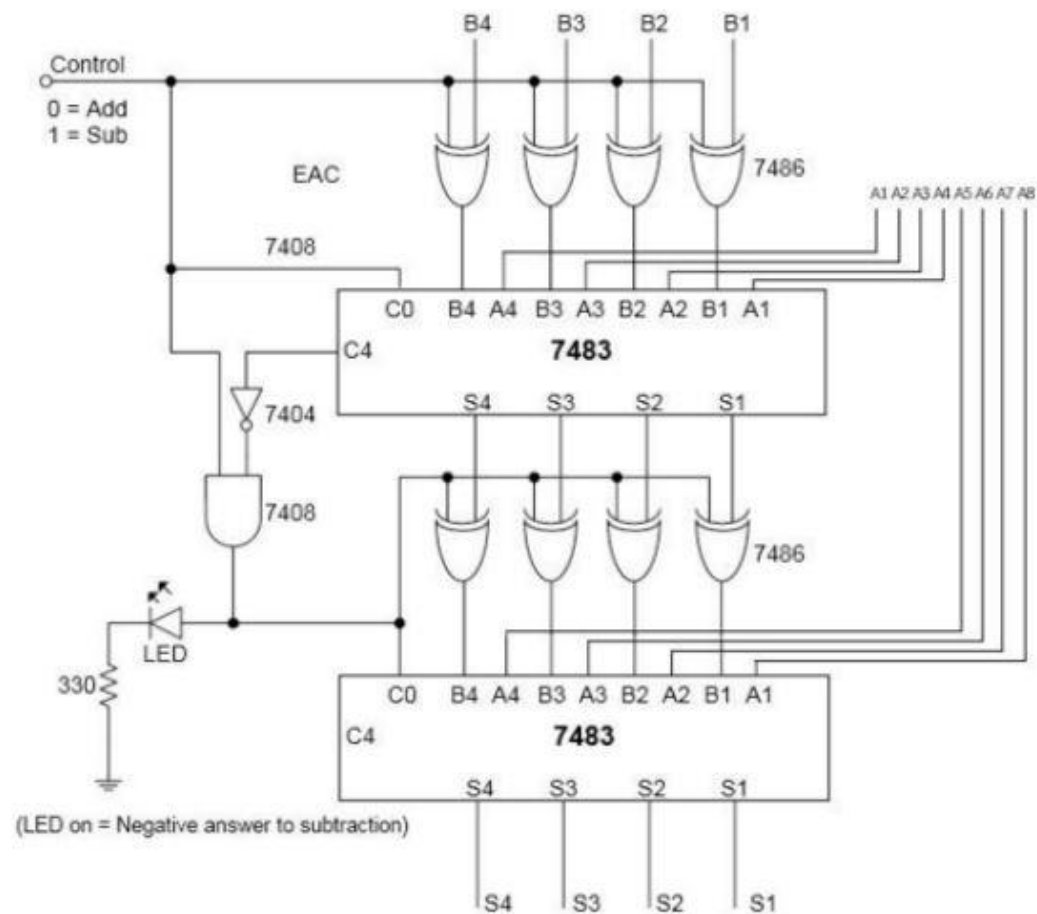 B4 B3 B2 B1
Control
0 = Add
1 = Sub
EAC
7486
A1 A2 A3 A4 A5 A6 A7 A8
7408
C0 B4 A4 B3 A3 B2 A2 B1 A1
C4
7483
S4 S3 S2 S1
7404
7408
7486
LED
330
C0 B4 A4 B3 A3 B2 A2 B1 A1
C4
7483
S4 S3 S2 S1
(LED on = Negative answer to subtraction)
S4 S3 S2 S1